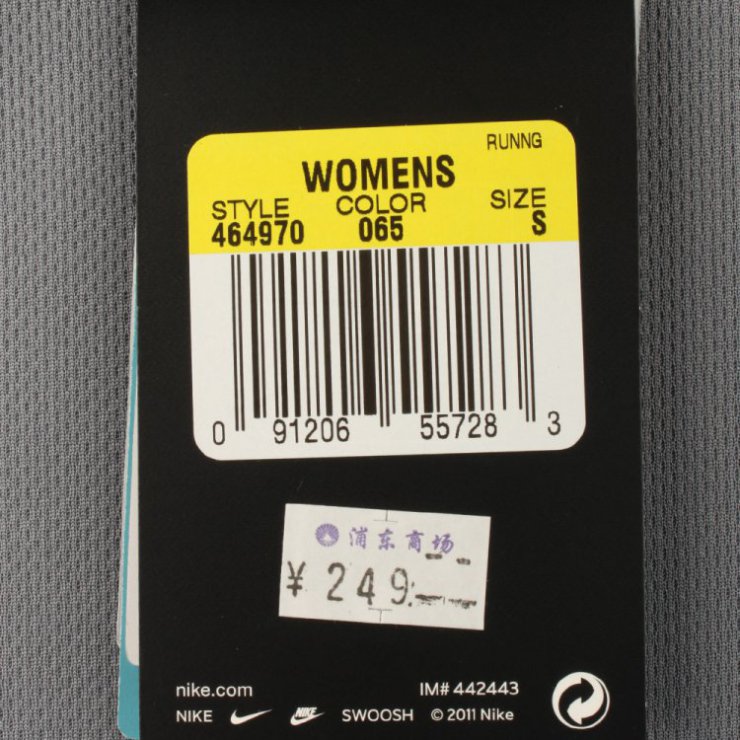 RUNNG
WOMENS
STYLE COLOR SIZE
464970 065 S
0 91206 55728 3
浦东商场
¥ 249
nike.com IM# 442443
NIKE NIKE SWOOSH © 2011 Nike